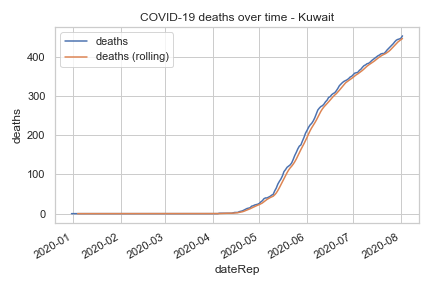 COVID-19 deaths over time - Kuwait
deaths
deaths (rolling)
400
300
200
100
0
deaths
2020-01
2020-02
2020-03
2020-04
2020-05
2020-06
2020-07
2020-08
dateRep